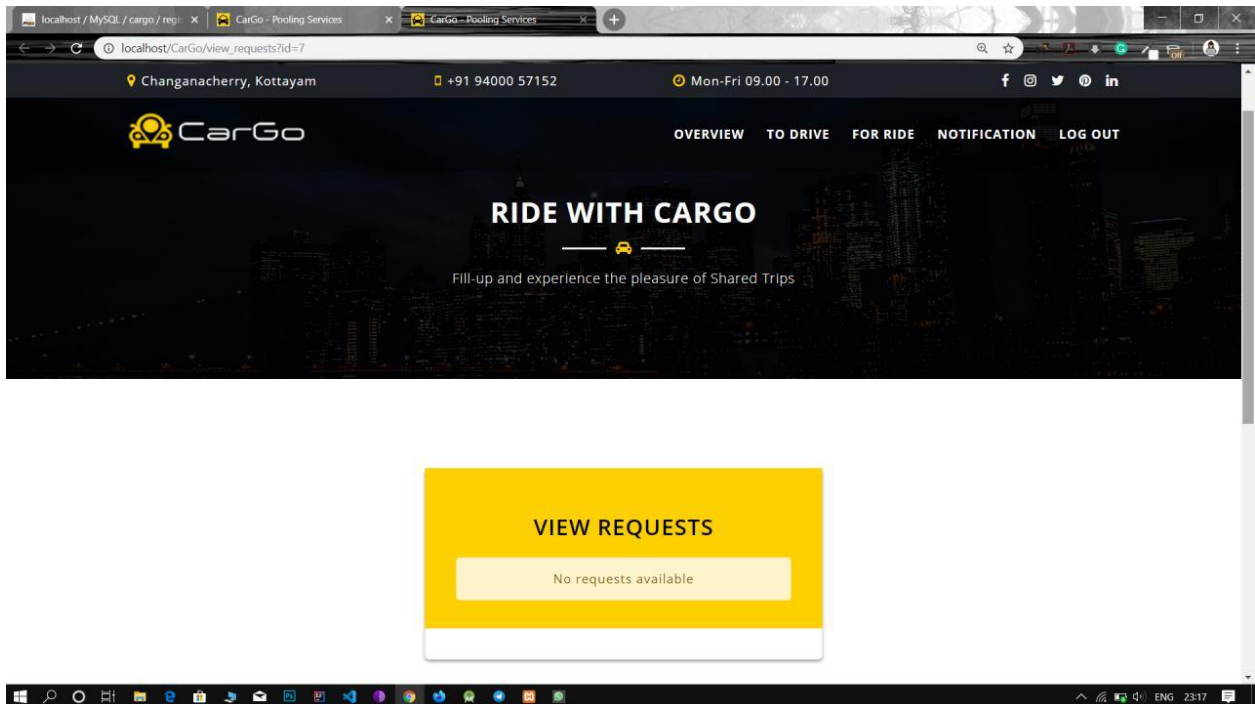 localhost / MySQL / cargo / regi
CarGo - Pooling Services
CarGo - Pooling Services
localhost/CarGo/view_requests?id=7
Changanacherry, Kottayam
+91 94000 57152
Mon-Fri 09.00 - 17.00
CarGo
OVERVIEW TO DRIVE FOR RIDE NOTIFICATION LOG OUT
RIDE WITH CARGO
Fill-up and experience the pleasure of Shared Trips
VIEW REQUESTS
No requests available
ENG 23:17